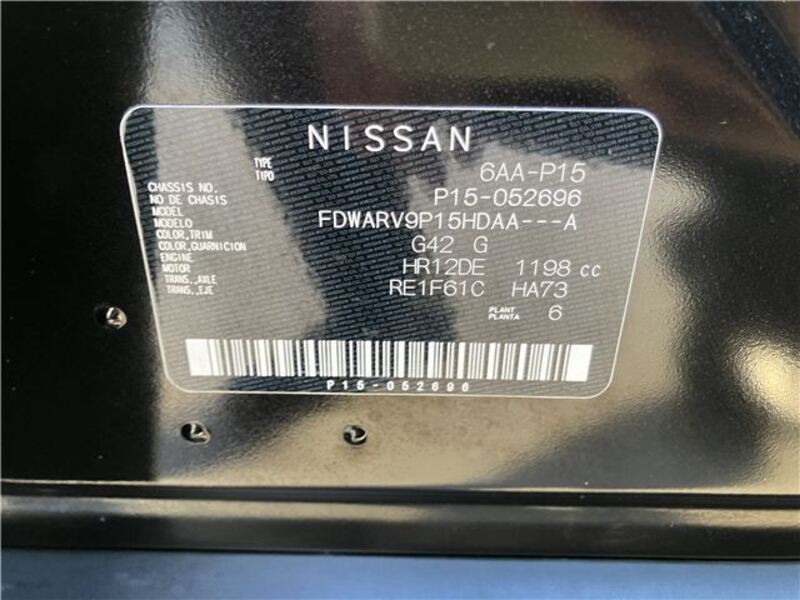 NISSAN
TYPE
TIPO 6AA-P15
CHASSIS NO.
NO DE CHASIS P15-052696
MODEL
MODELO FDWARV9P15HDAA---A
COLOR,TRIM
COLOR,GUARNICION G42 G
ENGINE
MOTOR HR12DE 1198 cc
TRANS.,AXLE
TRANS.,EJE RE1F61C HA73
PLANT
PLANTA 6
P15-052696